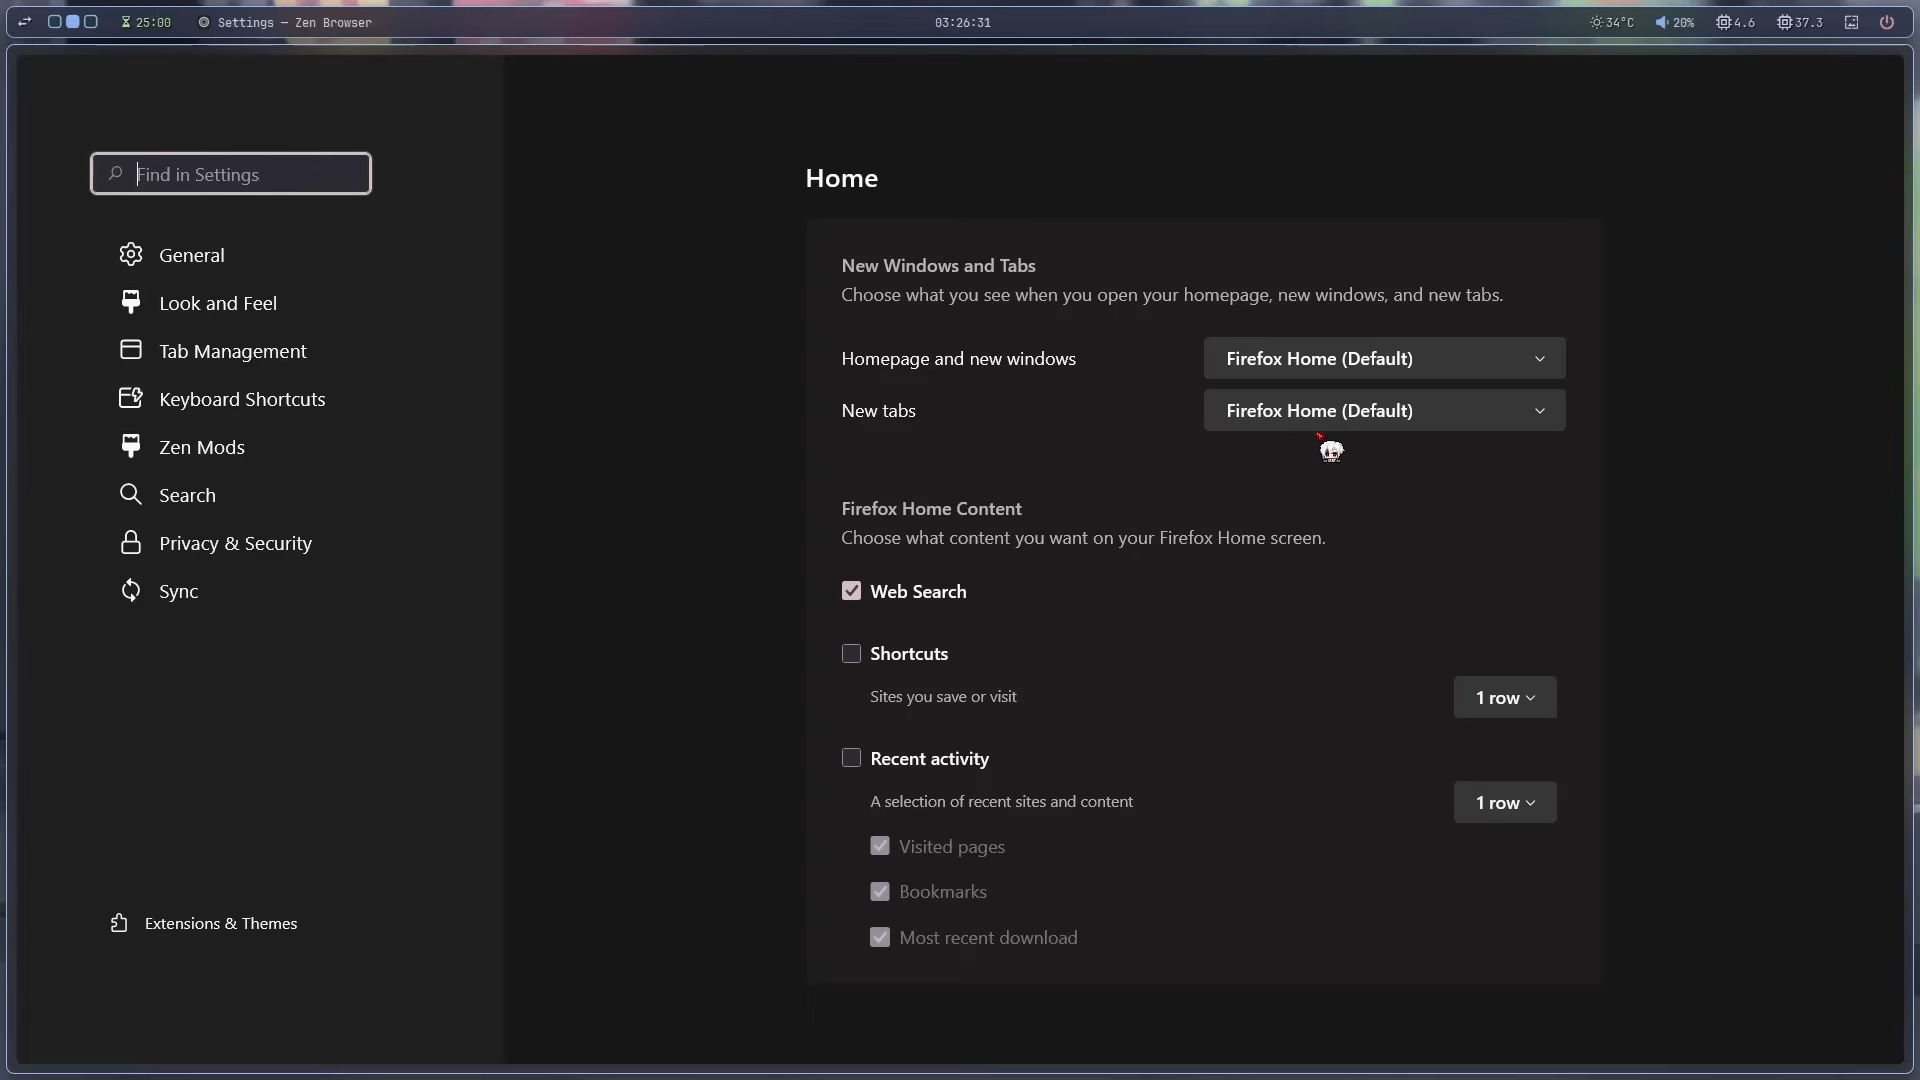 25:00
Settings — Zen Browser
03:26:31
34°C
20%
4.6
37.3
Find in Settings
General
Look and Feel
Tab Management
Keyboard Shortcuts
Zen Mods
Search
Privacy & Security
Sync
Extensions & Themes
Home
New Windows and Tabs
Choose what you see when you open your homepage, new windows, and new tabs.
Homepage and new windows
Firefox Home (Default)
New tabs
Firefox Home (Default)
Firefox Home Content
Choose what content you want on your Firefox Home screen.
Web Search
Shortcuts
Sites you save or visit
1 row
Recent activity
A selection of recent sites and content
1 row
Visited pages
Bookmarks
Most recent download